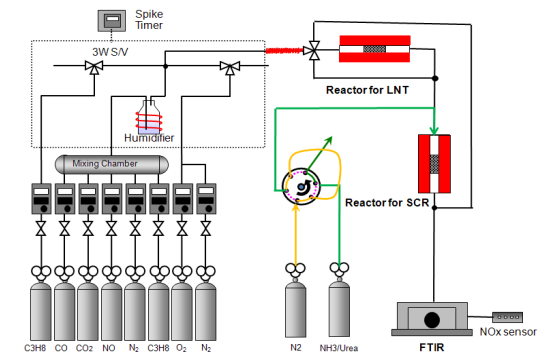 Spike
Timer
3W S/V
Reactor for LNT
Humidifier
Mixing Chamber
Reactor for SCR
C3H8 CO CO2 NO N2 C3H8 O2 N2
N2 NH3/Urea
FTIR
NOx sensor